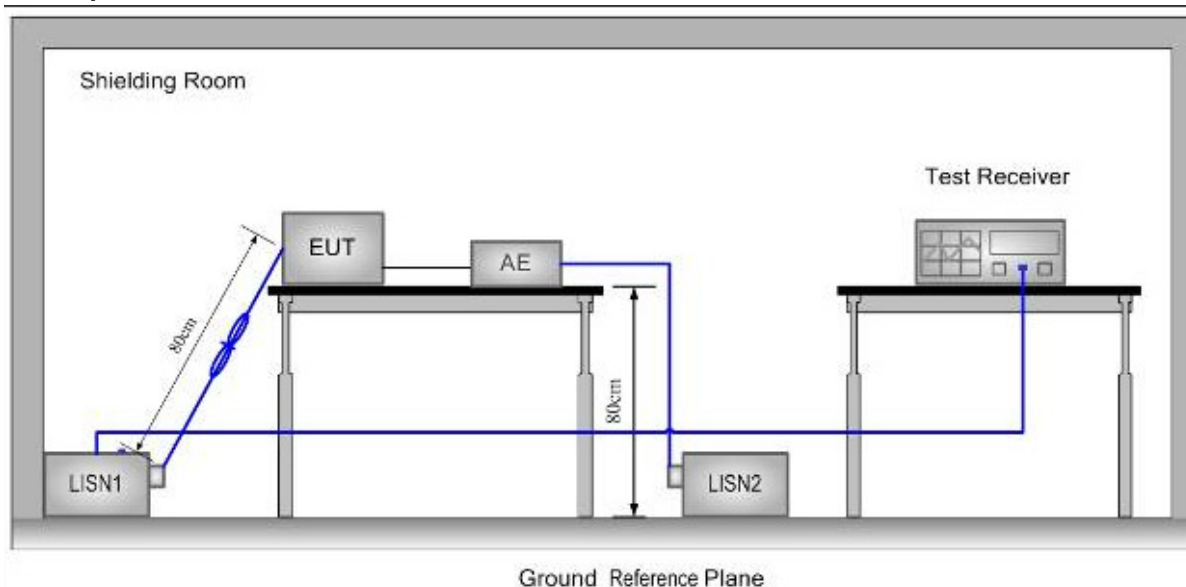 Shielding Room
Test Receiver
EUT
AE
80cm
80cm
LISN1
LISN2
Ground Reference Plane